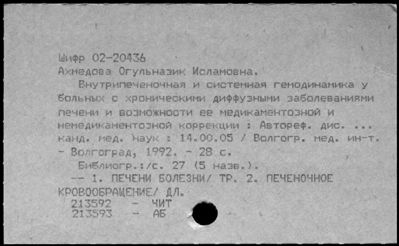 Шифр 02-20436
Ахмедова Огульназик Исламовна.
Внутрипеченочная и системная гемодинамика у
больных с хроническими диффузными заболеваниями
печени и возможности ее медикаментозной и
немедикаментозной коррекции : Автореф. дис. ...
канд. мед. наук : 14.00.05 / Волгогр. мед. ин-т.
- Волгоград, 1992. - 28 с.
Библиогр.:/с. 27 (5 назв.).
-- 1. ПЕЧЕНИ БОЛЕЗНИ/ ТР. 2. ПЕЧЕНОЧНОЕ
КРОВООБРАЩЕНИЕ/ ДЛ.
213592 - ЧИТ
213593 - АБ